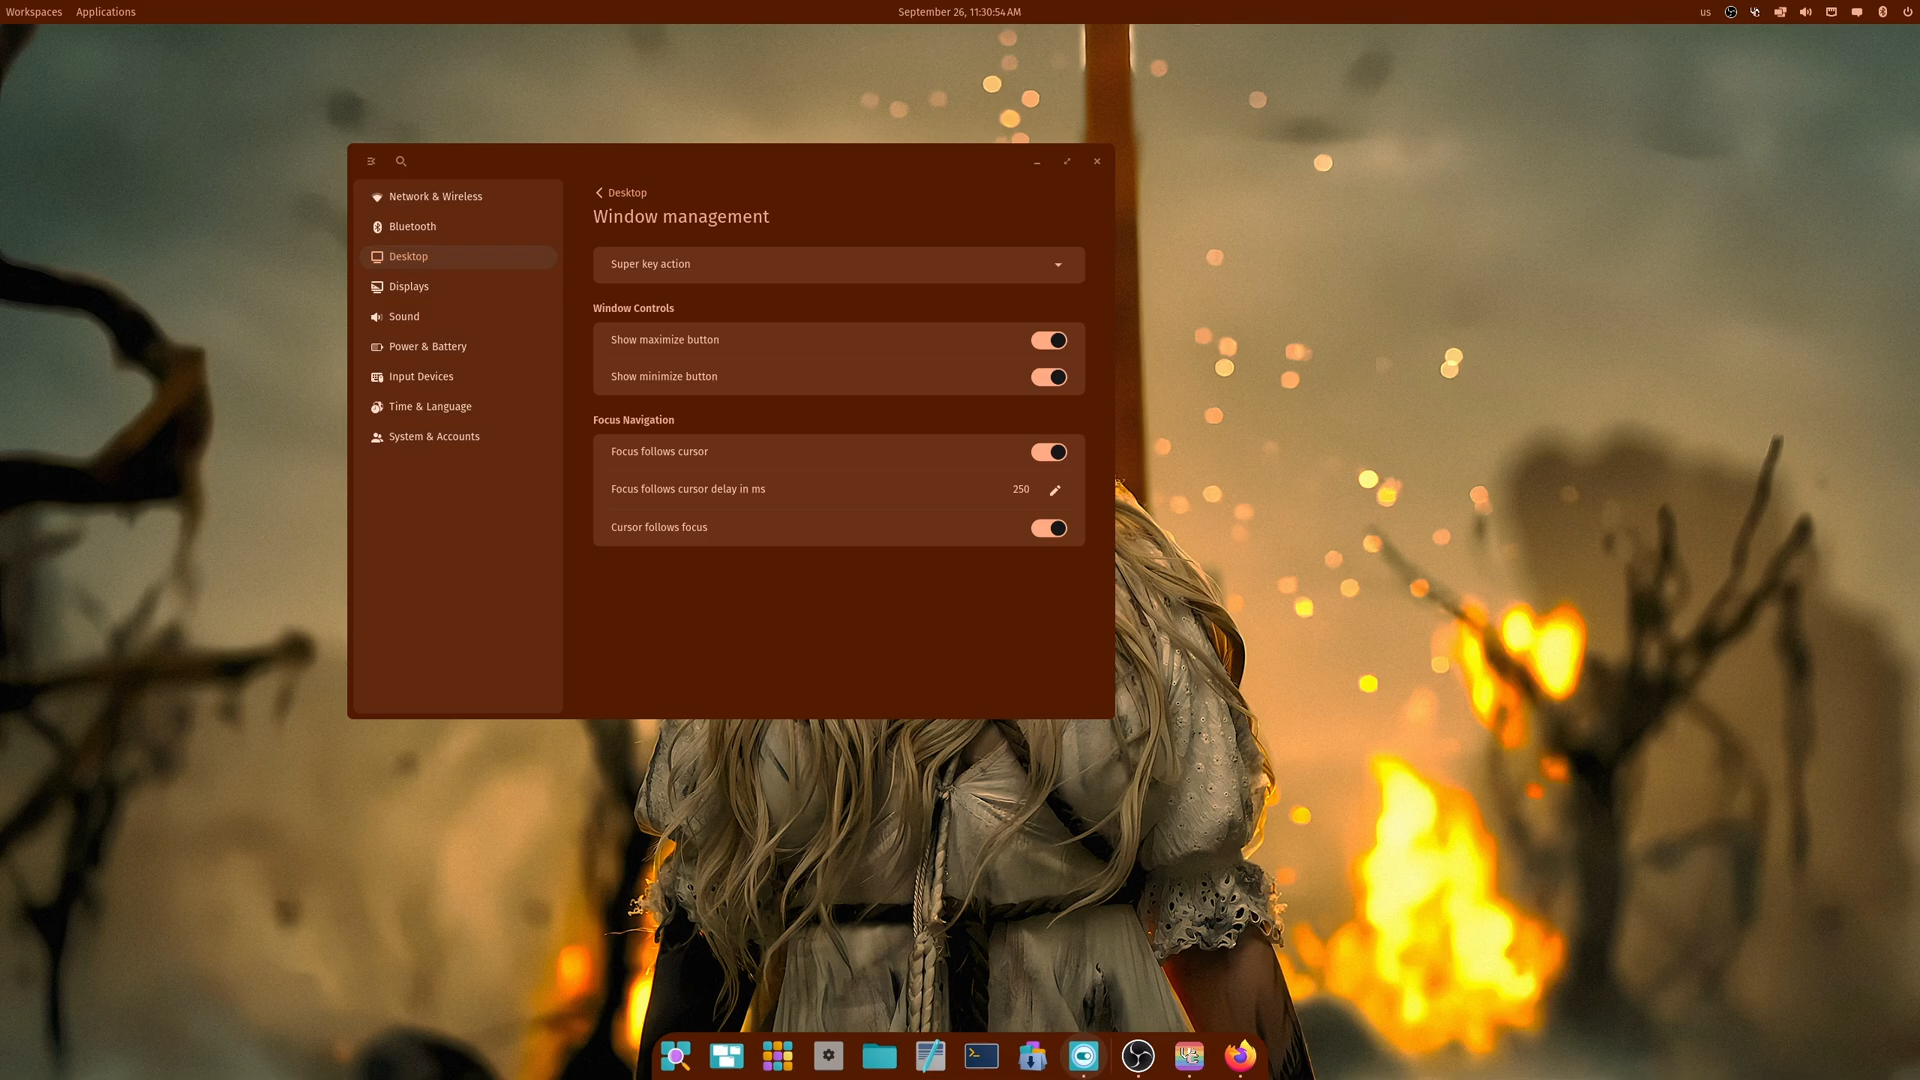 Workspaces Applications September 26, 11:30:54 AM us
Network & Wireless
Bluetooth
Desktop
Displays
Sound
Power & Battery
Input Devices
Time & Language
System & Accounts
Desktop
Window management
Super key action
Window Controls
Show maximize button
Show minimize button
Focus Navigation
Focus follows cursor
Focus follows cursor delay in ms 250
Cursor follows focus